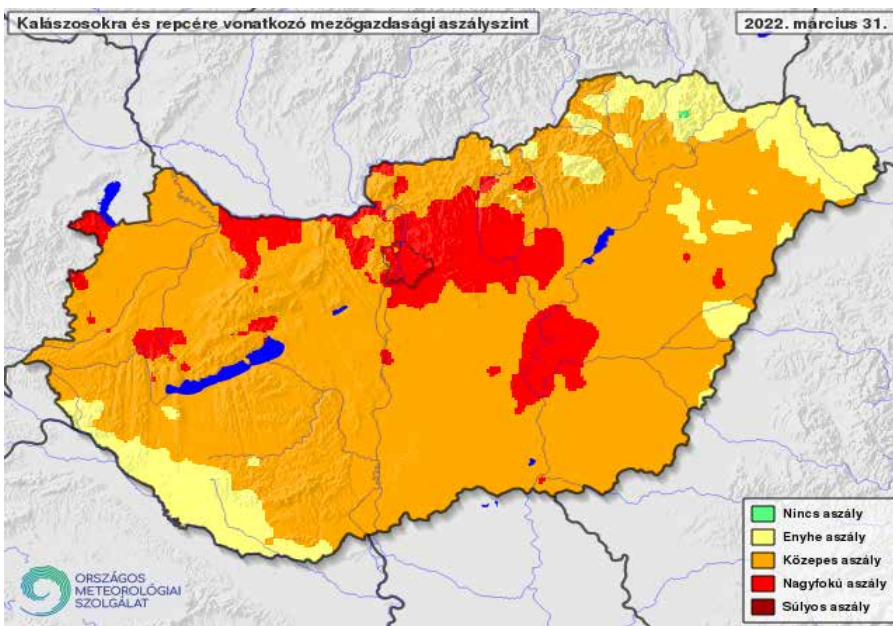 Kalászosokra és repcére vonatkozó mezőgazdasági aszályszint
2022. március 31.
Nincs aszály
Enyhe aszály
Közepes aszály
Nagyfokú aszály
Súlyos aszály
ORSZÁGOS
METEOROLÓGIAI
SZOLGÁLAT